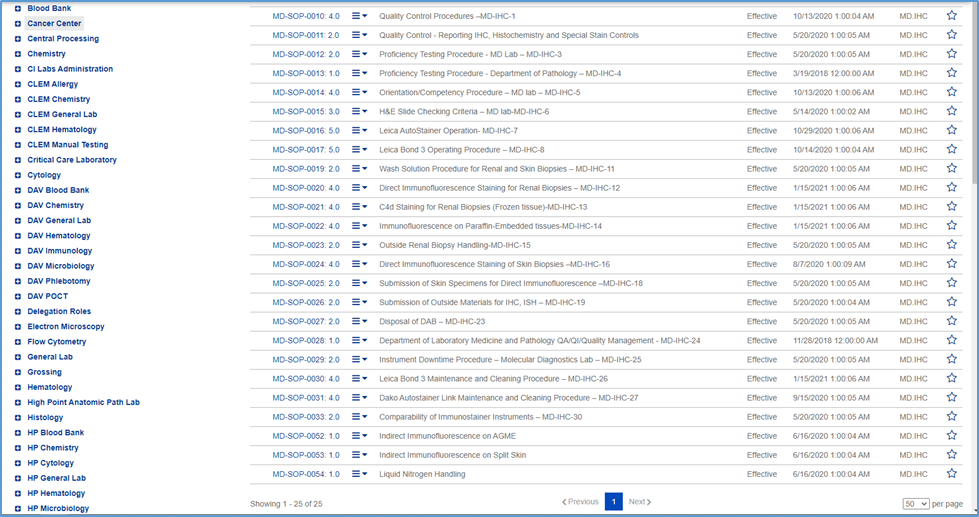 Blood Bank
Cancer Center
Central Processing
Chemistry
CI Labs Administration
CLEM Allergy
CLEM Chemistry
CLEM General Lab
CLEM Hematology
CLEM Manual Testing
Critical Care Laboratory
Cytology
DAV Blood Bank
DAV Chemistry
DAV General Lab
DAV Hematology
DAV Immunology
DAV Microbiology
DAV Phlebotomy
DAV POCT
Delegation Roles
Electron Microscopy
Flow Cytometry
General Lab
Grossing
Hematology
High Point Anatomic Path Lab
Histology
HP Blood Bank
HP Chemistry
HP Cytology
HP General Lab
HP Hematology
HP Microbiology
MD-SOP-0010: 4.0 Quality Control Procedures –MD-IHC-1 Effective 10/13/2020 1:00:04 AM MD.IHC
MD-SOP-0011: 2.0 Quality Control - Reporting IHC, Histochemistry and Special Stain Controls Effective 5/20/2020 1:00:05 AM MD.IHC
MD-SOP-0012: 2.0 Proficiency Testing Procedure - MD Lab – MD-IHC-3 Effective 5/20/2020 1:00:05 AM MD.IHC
MD-SOP-0013: 1.0 Proficiency Testing Procedure - Department of Pathology – MD-IHC-4 Effective 3/19/2018 12:00:00 AM MD.IHC
MD-SOP-0014: 4.0 Orientation/Competency Procedure – MD lab – MD-IHC-5 Effective 10/13/2020 1:00:06 AM MD.IHC
MD-SOP-0015: 3.0 H&E Slide Checking Criteria – MD lab-MD-IHC-6 Effective 5/14/2020 1:00:02 AM MD.IHC
MD-SOP-0016: 5.0 Leica AutoStainer Operation- MD-IHC-7 Effective 10/29/2020 1:00:06 AM MD.IHC
MD-SOP-0017: 5.0 Leica Bond 3 Operating Procedure – MD-IHC-8 Effective 10/14/2020 1:00:04 AM MD.IHC
MD-SOP-0019: 2.0 Wash Solution Procedure for Renal and Skin Biopsies – MD-IHC-11 Effective 5/20/2020 1:00:05 AM MD.IHC
MD-SOP-0020: 4.0 Direct Immunofluorescence Staining for Renal Biopsies – MD-IHC-12 Effective 1/15/2021 1:00:06 AM MD.IHC
MD-SOP-0021: 4.0 C4d Staining for Renal Biopsies (Frozen tissue)-MD-IHC-13 Effective 1/15/2021 1:00:06 AM MD.IHC
MD-SOP-0022: 4.0 Immunofluorescence on Paraffin-Embedded tissues-MD-IHC-14 Effective 1/15/2021 1:00:06 AM MD.IHC
MD-SOP-0023: 2.0 Outside Renal Biopsy Handling-MD-IHC-15 Effective 5/20/2020 1:00:05 AM MD.IHC
MD-SOP-0024: 4.0 Direct Immunofluorescence Staining of Skin Biopsies –MD-IHC-16 Effective 8/7/2020 1:00:09 AM MD.IHC
MD-SOP-0025: 2.0 Submission of Skin Specimens for Direct Immunofluorescence –MD-IHC-18 Effective 5/20/2020 1:00:05 AM MD.IHC
MD-SOP-0026: 2.0 Submission of Outside Materials for IHC, ISH – MD-IHC-19 Effective 5/20/2020 1:00:04 AM MD.IHC
MD-SOP-0027: 2.0 Disposal of DAB – MD-IHC-23 Effective 5/20/2020 1:00:05 AM MD.IHC
MD-SOP-0028: 1.0 Department of Laboratory Medicine and Pathology QA/QI/Quality Management - MD-IHC-24 Effective 11/28/2018 12:00:00 AM MD.IHC
MD-SOP-0029: 2.0 Instrument Downtime Procedure – Molecular Diagnostics Lab – MD-IHC-25 Effective 5/20/2020 1:00:05 AM MD.IHC
MD-SOP-0030: 4.0 Leica Bond 3 Maintenance and Cleaning Procedure – MD-IHC-26 Effective 1/15/2021 1:00:06 AM MD.IHC
MD-SOP-0031: 4.0 Dako Autostainer Link Maintenance and Cleaning Procedure – MD-IHC-27 Effective 9/15/2020 1:00:05 AM MD.IHC
MD-SOP-0033: 2.0 Comparability of Immunostainer Instruments – MD-IHC-30 Effective 5/20/2020 1:00:05 AM MD.IHC
MD-SOP-0052: 1.0 Indirect Immunofluorescence on AGME Effective 6/16/2020 1:00:04 AM MD.IHC
MD-SOP-0053: 1.0 Indirect Immunofluorescence on Split Skin Effective 6/16/2020 1:00:04 AM MD.IHC
MD-SOP-0054: 1.0 Liquid Nitrogen Handling Effective 6/16/2020 1:00:04 AM MD.IHC
Showing 1 - 25 of 25 Previous 1 Next 50 per page